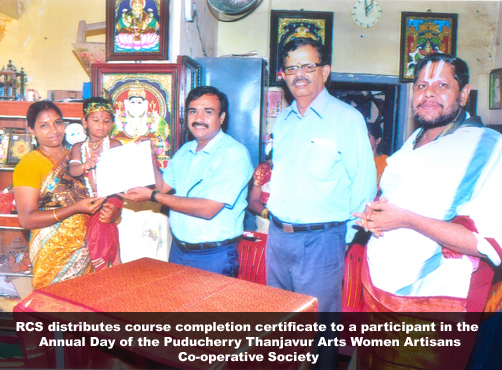 RCS distributes course completion certificate to a participant in the
Annual Day of the Puducherry Thanjavur Arts Women Artisans
Co-operative Society